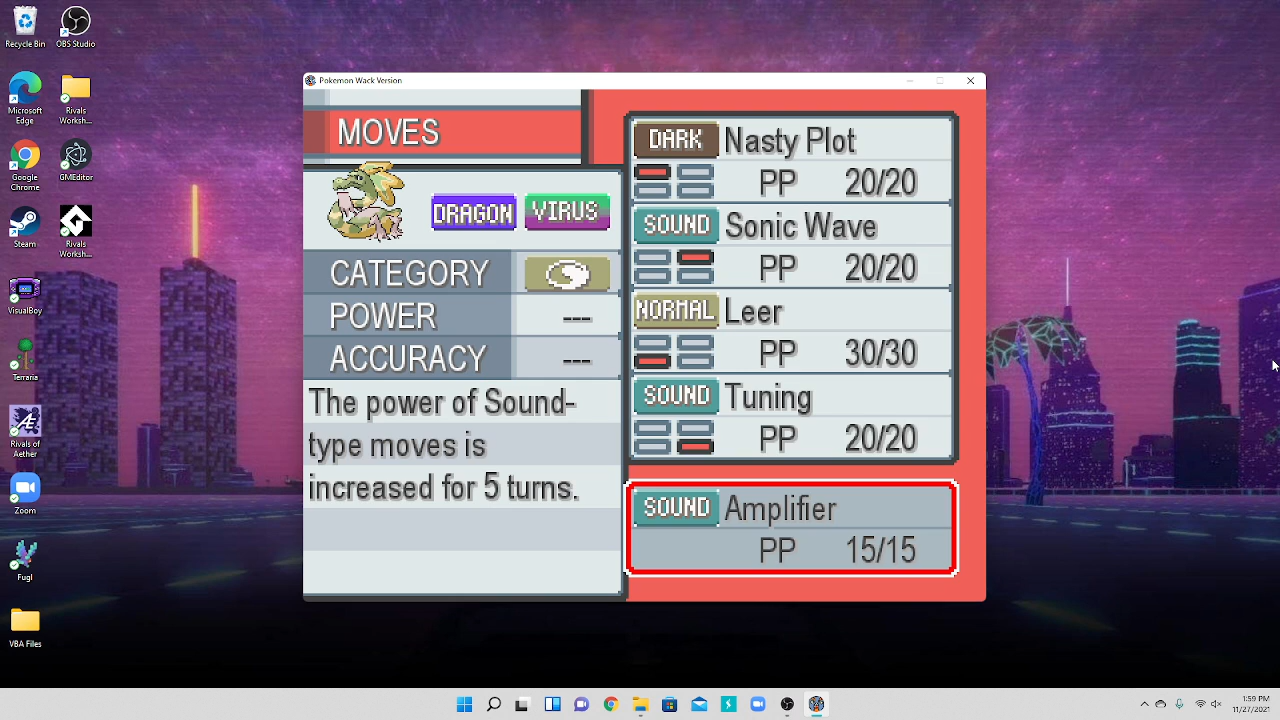 Recycle Bin
OBS Studio
Microsoft
Edge
Rivals
Worksh...
Google
Chrome
GMEditor
Steam
Rivals
Worksh...
VisualBoy
Terraria
Rivals of
Aether
Zoom
Fugl
VBA Files
Pokemon Wack Version
MOVES
DRAGON VIRUS
CATEGORY
POWER ---
ACCURACY ---
The power of Sound-
type moves is
increased for 5 turns.
DARK Nasty Plot
PP 20/20
SOUND Sonic Wave
PP 20/20
NORMAL Leer
PP 30/30
SOUND Tuning
PP 20/20
SOUND Amplifier
PP 15/15
1:59 PM
11/27/2021